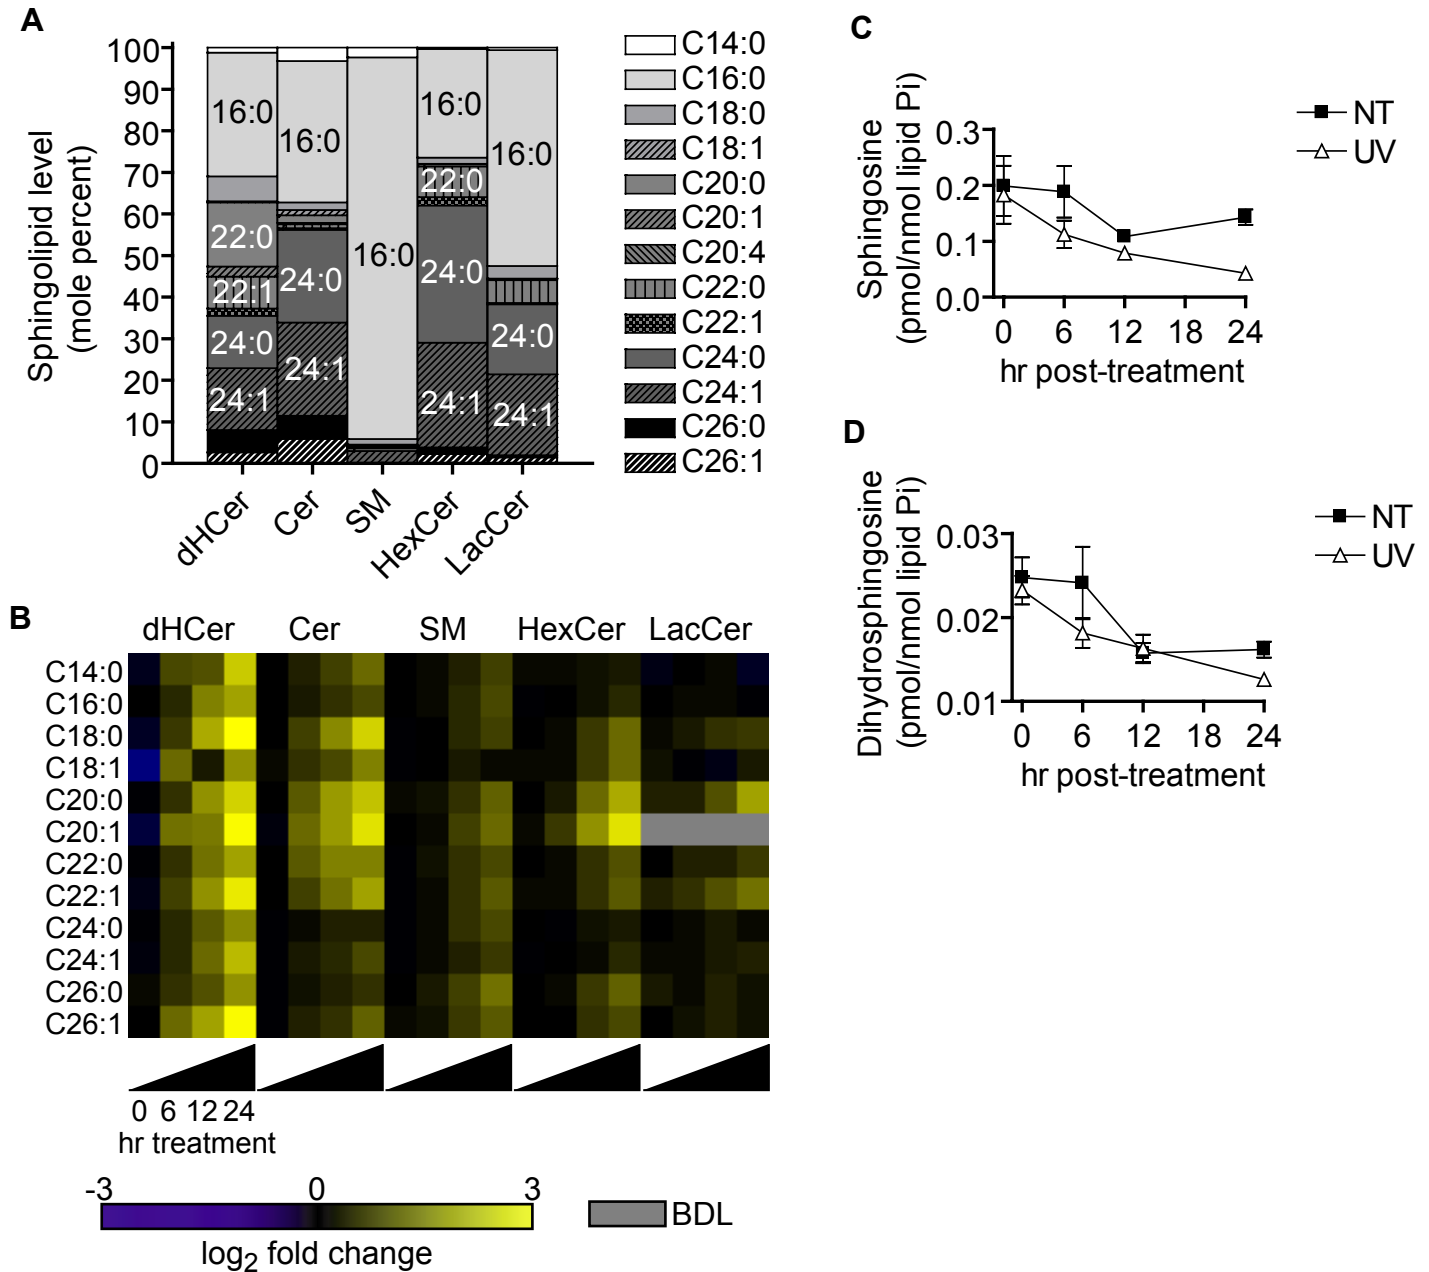 A
Sphingolipid level
(mole percent)
100
90
80
70
60
50
40
30
20
10
0
16:0
22:0
22:1
24:0
24:1
16:0
24:0
24:1
16:0
16:0
22:0
24:0
24:1
16:0
24:0
24:1
dHCer
Cer
SM
HexCer
LacCer
C14:0
C16:0
C18:0
C18:1
C20:0
C20:1
C20:4
C22:0
C22:1
C24:0
C24:1
C26:0
C26:1
B
dHCer Cer SM HexCer LacCer
C14:0
C16:0
C18:0
C18:1
C20:0
C20:1
C22:0
C22:1
C24:0
C24:1
C26:0
C26:1
0 6 12 24
hr treatment
-3 0 3
log2 fold change
BDL
C
Sphingosine
(pmol/nmol lipid Pi)
0.3
0.2
0.1
0.0
0 6 12 18 24
hr post-treatment
NT
UV
D
Dihydrosphingosine
(pmol/nmol lipid Pi)
0.03
0.02
0.01
0 6 12 18 24
hr post-treatment
NT
UV